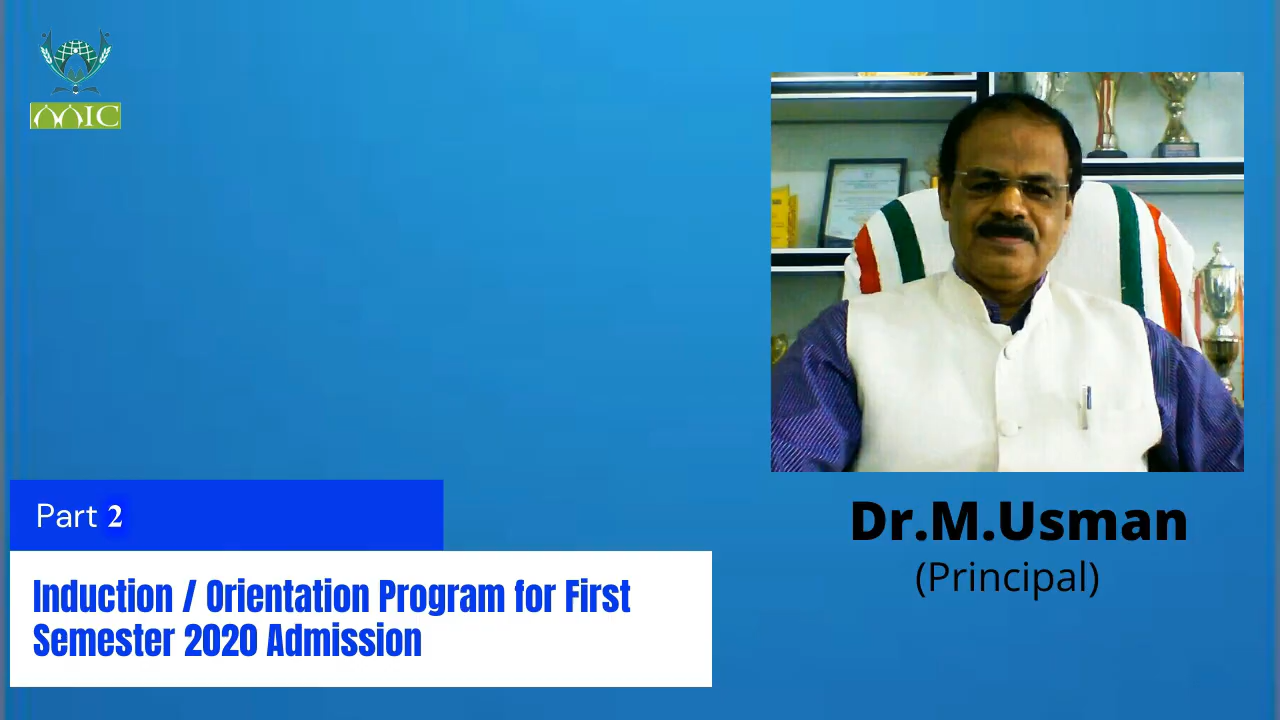 MIC
Part 2
Induction / Orientation Program for First
Semester 2020 Admission
Dr.M.Usman
(Principal)